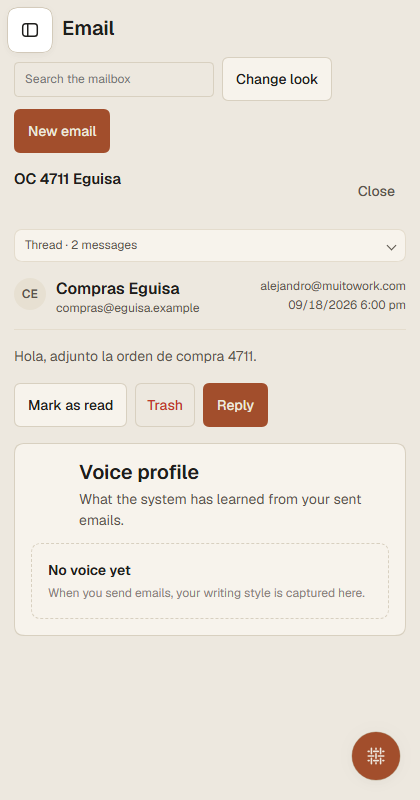 Email
Search the mailbox
Change look
New email
OC 4711 Eguisa
Close
Thread · 2 messages
CE
Compras Eguisa
compras@eguisa.example
alejandro@muitowork.com
09/18/2026 6:00 pm
Hola, adjunto la orden de compra 4711.
Mark as read
Trash
Reply
Voice profile
What the system has learned from your sent
emails.
No voice yet
When you send emails, your writing style is captured here.